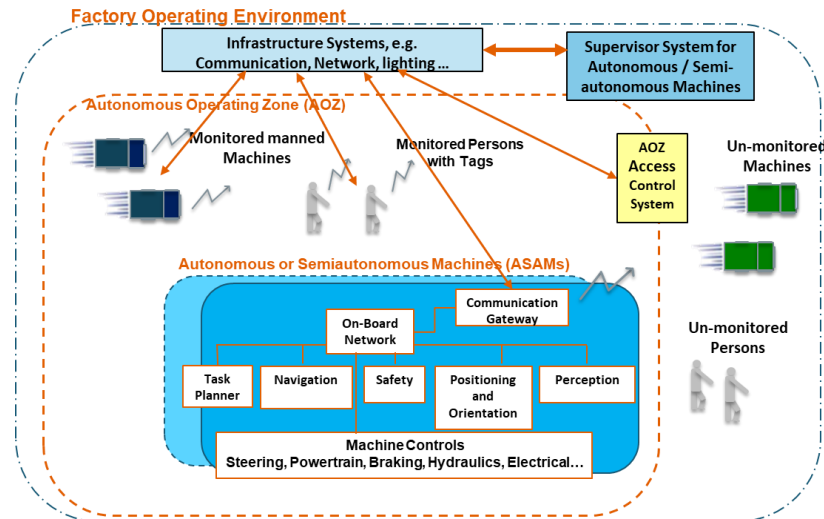 Factory Operating Environment
Infrastructure Systems, e.g.
Communication, Network, lighting ...
Supervisor System for
Autonomous / Semi-
autonomous Machines
Autonomous Operating Zone (AOZ)
Monitored manned
Machines
Monitored Persons
with Tags
AOZ
Access
Control
System
Un-monitored
Machines
Autonomous or Semiautonomous Machines (ASAMs)
Communication
Gateway
On-Board
Network
Un-monitored
Persons
Task
Planner
Navigation
Safety
Positioning
and
Orientation
Perception
Machine Controls
Steering, Powertrain, Braking, Hydraulics, Electrical...